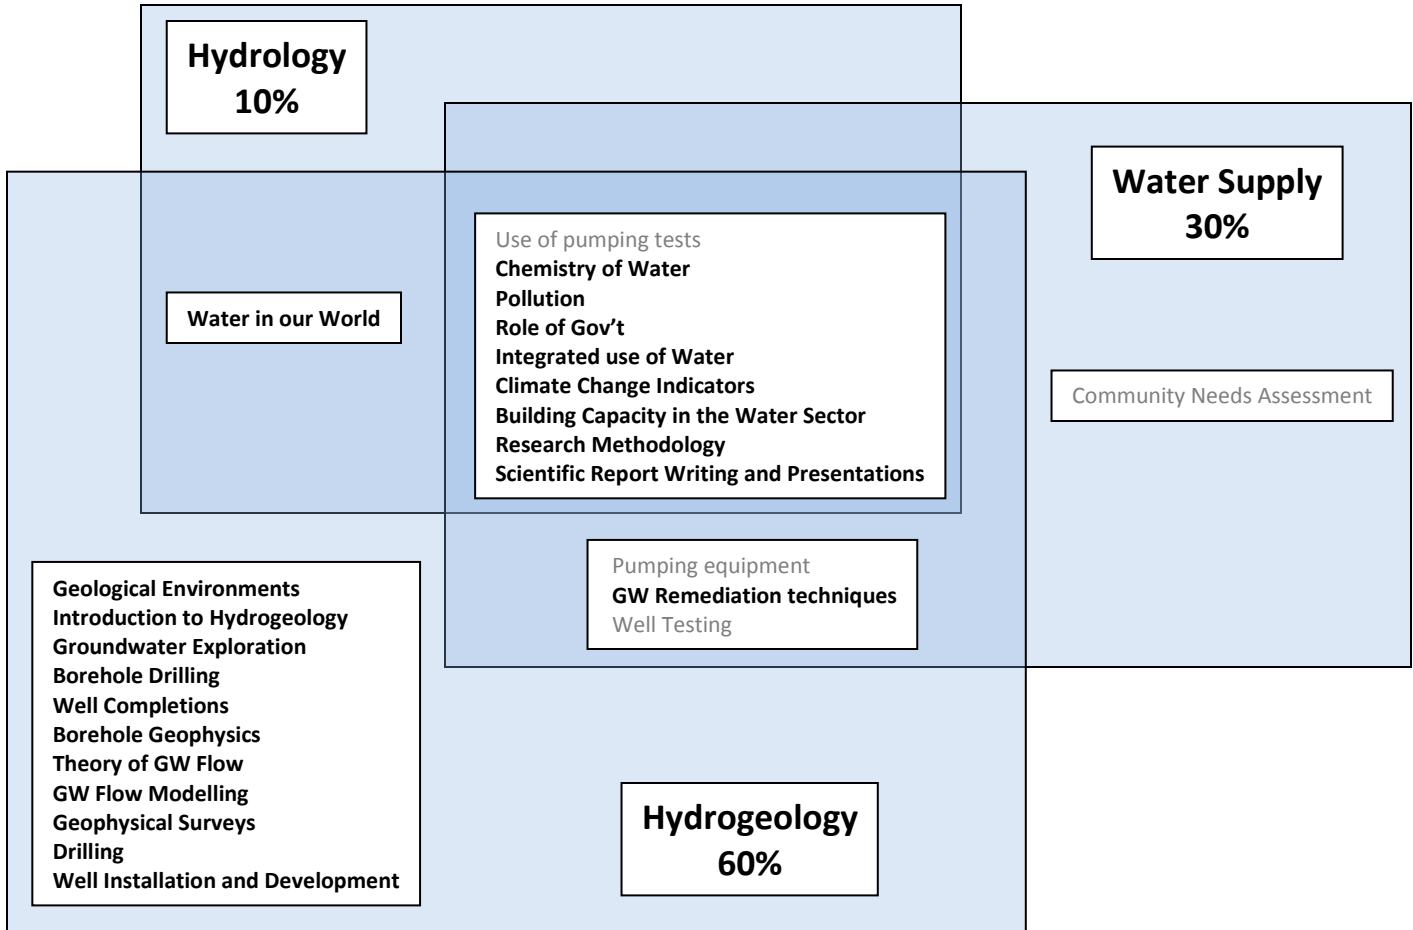 Hydrology
10%
Water Supply
30%
Use of pumping tests
Chemistry of Water
Pollution
Role of Gov’t
Integrated use of Water
Climate Change Indicators
Building Capacity in the Water Sector
Research Methodology
Scientific Report Writing and Presentations
Water in our World
Community Needs Assessment
Pumping equipment
GW Remediation techniques
Well Testing
Geological Environments
Introduction to Hydrogeology
Groundwater Exploration
Borehole Drilling
Well Completions
Borehole Geophysics
Theory of GW Flow
GW Flow Modelling
Geophysical Surveys
Drilling
Well Installation and Development
Hydrogeology
60%